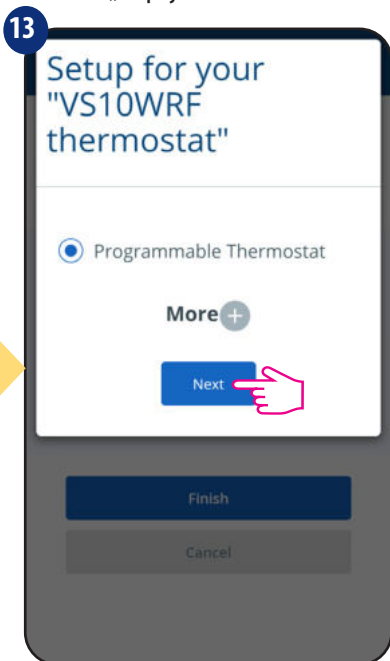 13
Setup for your
"VS10WRF
thermostat"
Programmable Thermostat
More
Next
Finish
Cancel